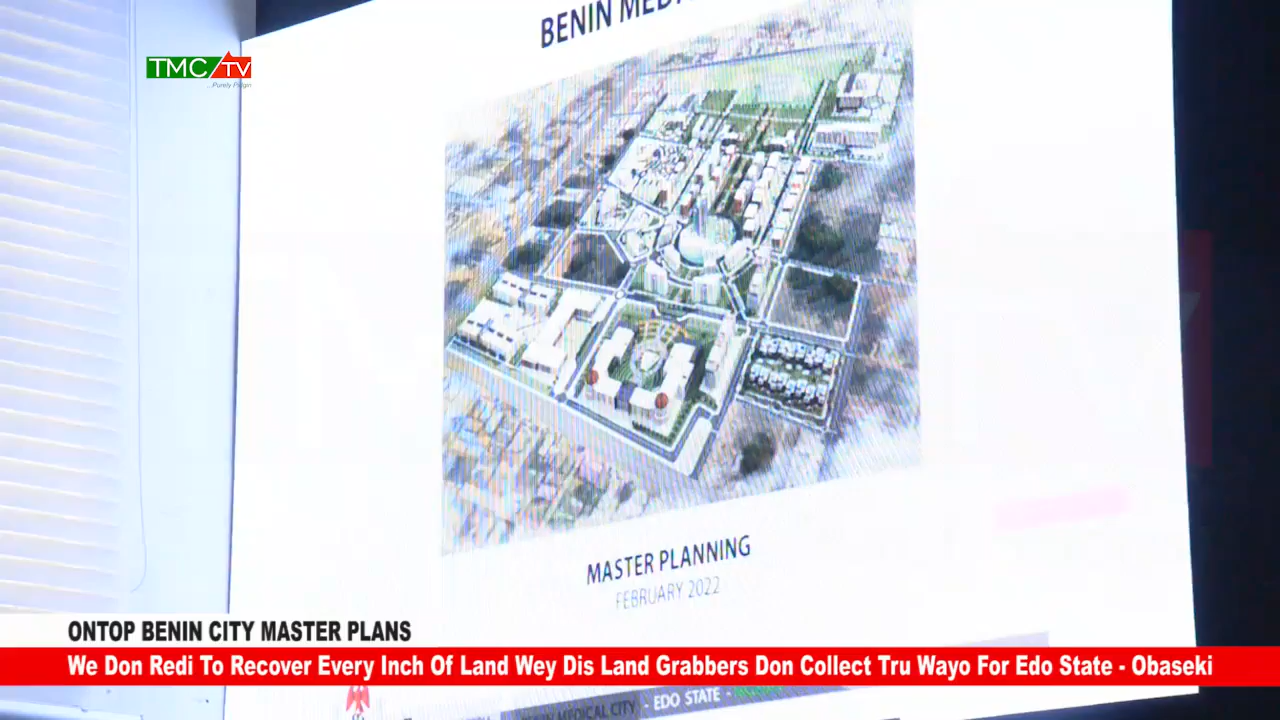 BENIN
TMC/TV
...Purely Pidgin
MASTER PLANNING
FEBRUARY 2022
ONTOP BENIN CITY MASTER PLANS
We Don Redi To Recover Every Inch Of Land Wey Dis Land Grabbers Don Collect Tru Wayo For Edo State - Obaseki
BENIN MEDICAL CITY - EDO STATE -